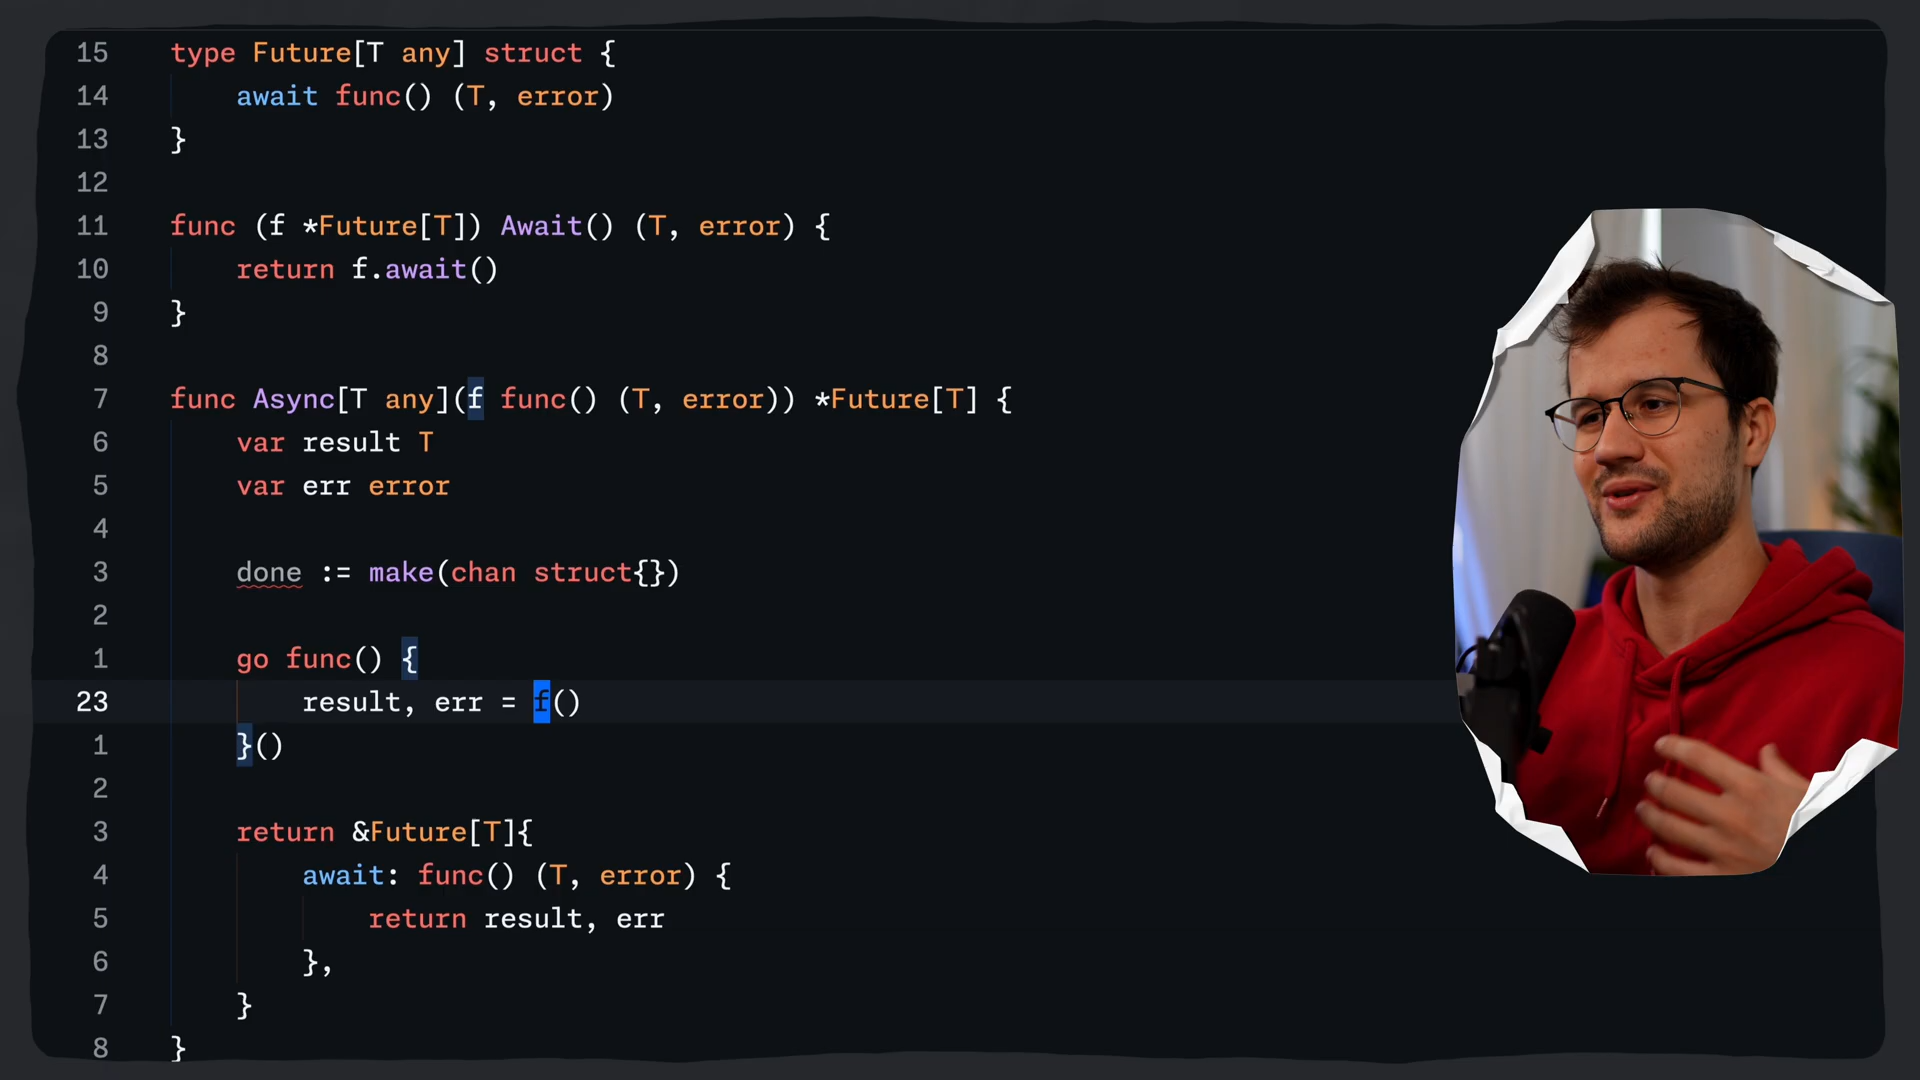 15 type Future[T any] struct {
14 await func() (T, error)
13 }
12
11 func (f *Future[T]) Await() (T, error) {
10 return f.await()
9 }
8
7 func Async[T any](f func() (T, error)) *Future[T] {
6 var result T
5 var err error
4
3 done := make(chan struct{})
2
1 go func() {
23 result, err = f()
1 }()
2
3 return &Future[T]{
4 await: func() (T, error) {
5 return result, err
6 },
7 }
8 }